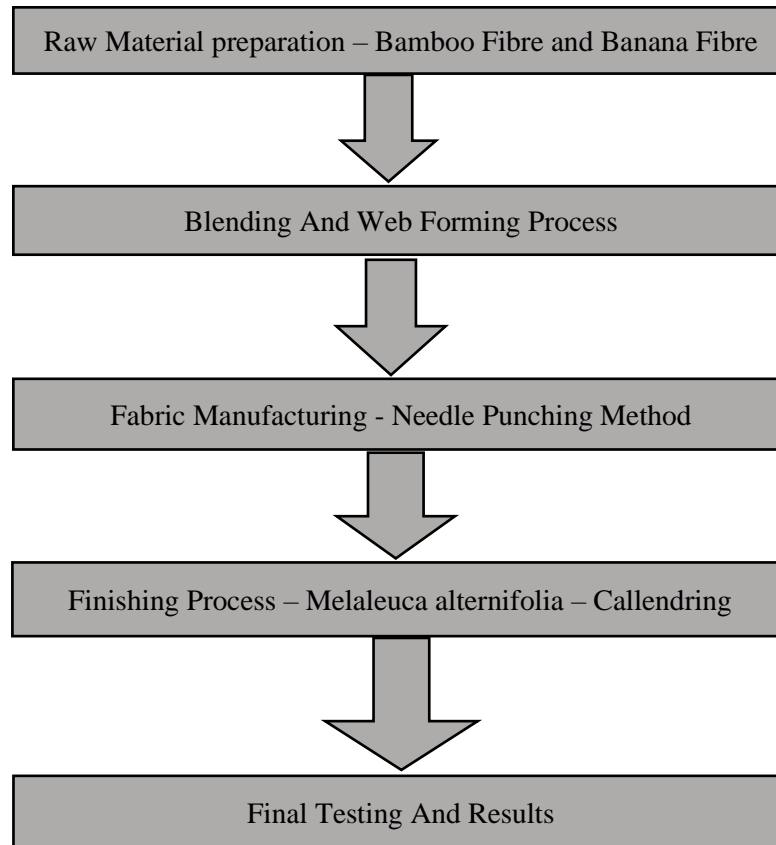 Raw Material preparation – Bamboo Fibre and Banana Fibre
Blending And Web Forming Process
Fabric Manufacturing - Needle Punching Method
Finishing Process – Melaleuca alternifolia – Callendring
Final Testing And Results